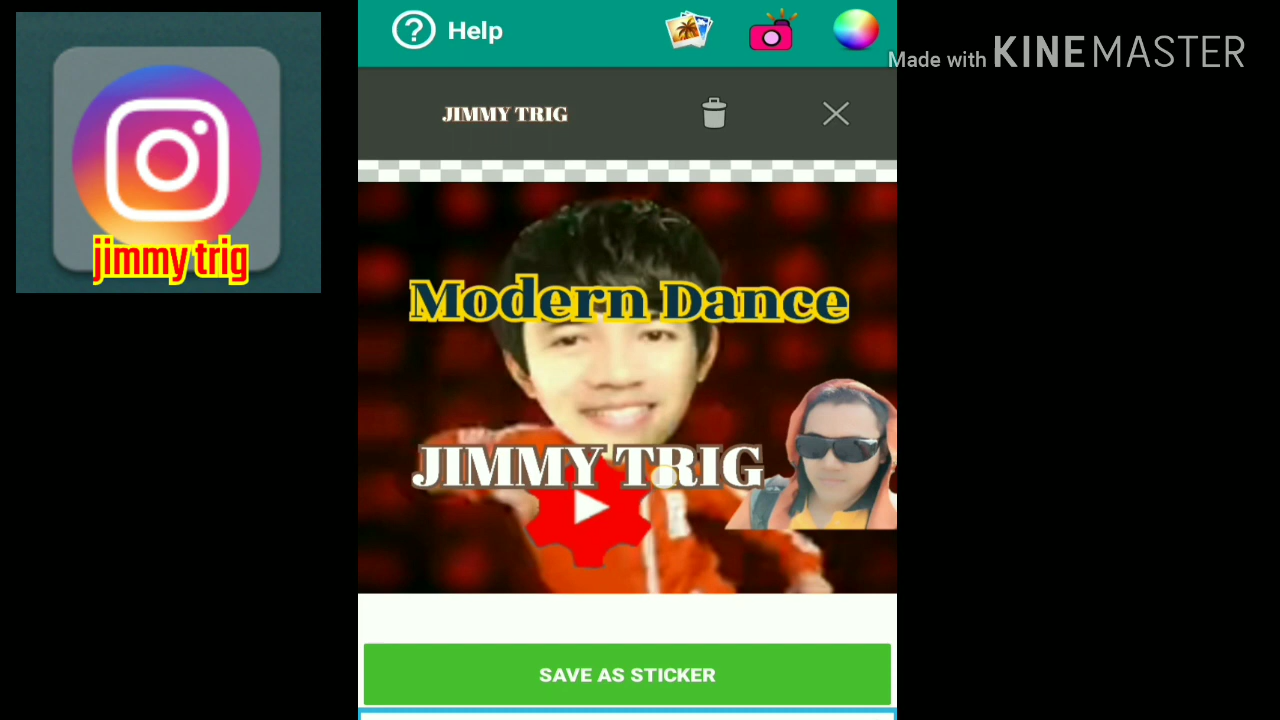 Help
Made with KINEMASTER
JIMMY TRIG
jimmy trig
Modern Dance
JIMMY TRIG
SAVE AS STICKER